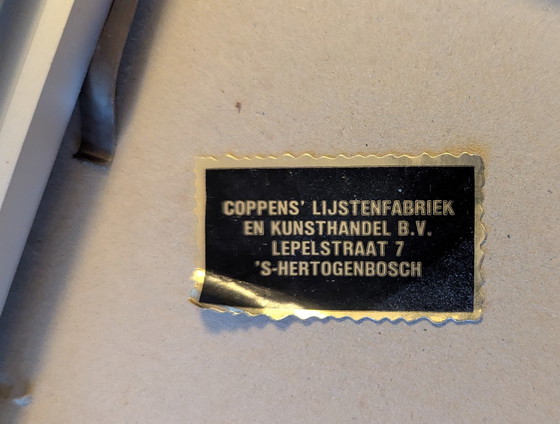 COPPENS' LIJSTENFABRIEK
EN KUNSTHANDEL B.V.
LEPELSTRAAT 7
'S-HERTOGENBOSCH